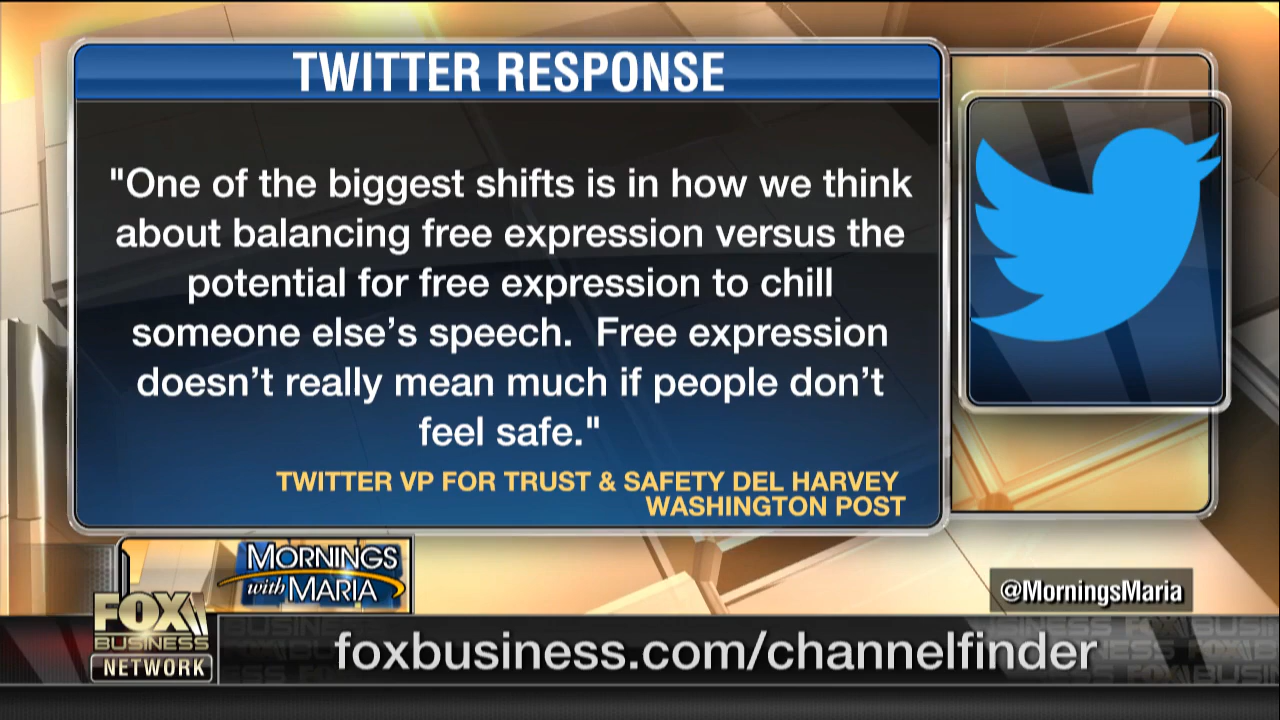 TWITTER RESPONSE
"One of the biggest shifts is in how we think
about balancing free expression versus the
potential for free expression to chill
someone else's speech.  Free expression
doesn't really mean much if people don't
feel safe."
TWITTER VP FOR TRUST & SAFETY DEL HARVEY
WASHINGTON POST
MORNINGS
with MARIA
@MorningsMaria
FOX
BUSINESS
NETWORK
foxbusiness.com/channelfinder